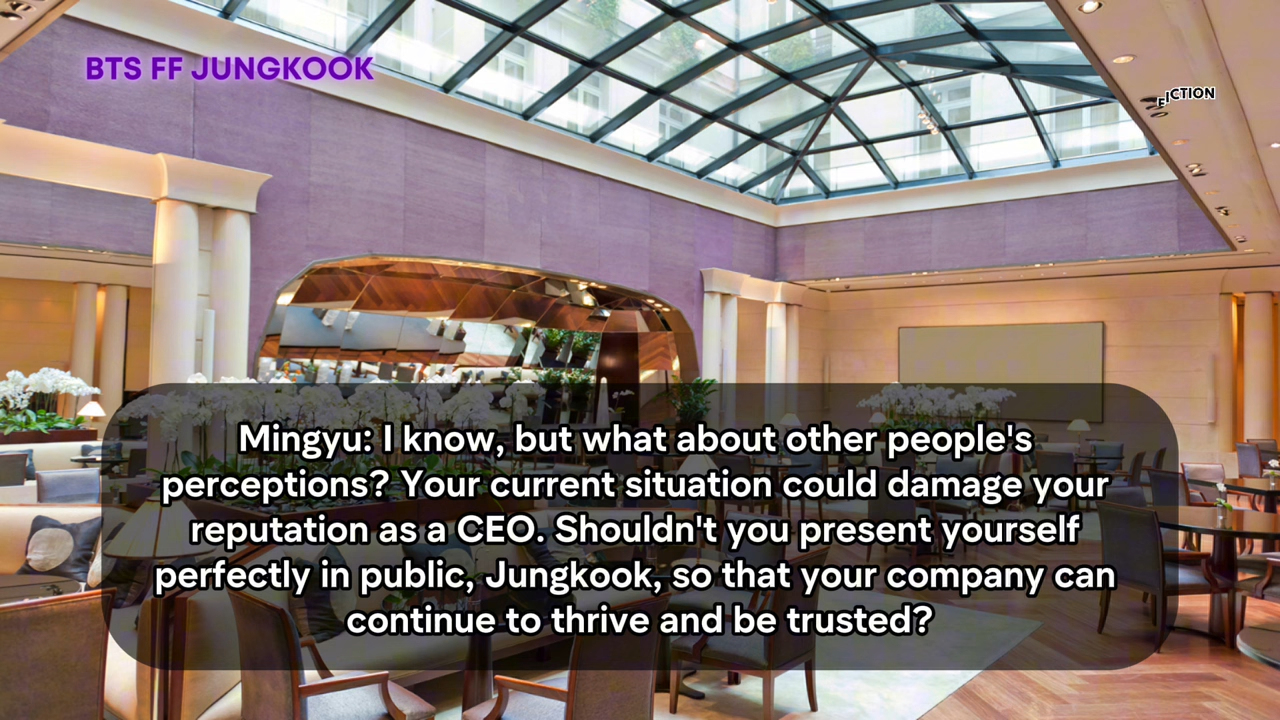 BTS FF JUNGKOOK
FICTION
Mingyu: I know, but what about other people's
perceptions? Your current situation could damage your
reputation as a CEO. Shouldn't you present yourself
perfectly in public, Jungkook, so that your company can
continue to thrive and be trusted?